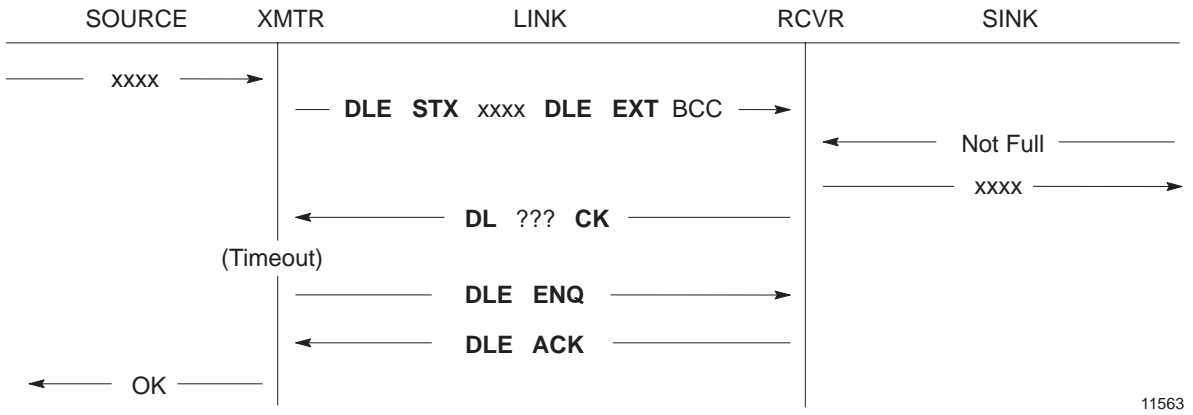 SOURCE XMTR LINK RCVR SINK
xxxx
DLE STX xxxx DLE EXT BCC
Not Full
xxxx
DL ??? CK
(Timeout)
DLE ENQ
DLE ACK
OK
11563